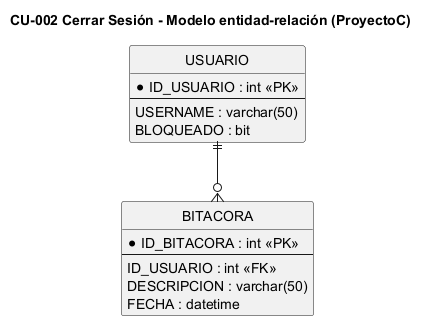 CU-002 Cerrar Sesión - Modelo entidad-relación (ProyectoC)
USUARIO
ID_USUARIO : int «PK»
USERNAME : varchar(50)
BLOQUEADO : bit
BITACORA
ID_BITACORA : int «PK»
ID_USUARIO : int «FK»
DESCRIPCION : varchar(50)
FECHA : datetime